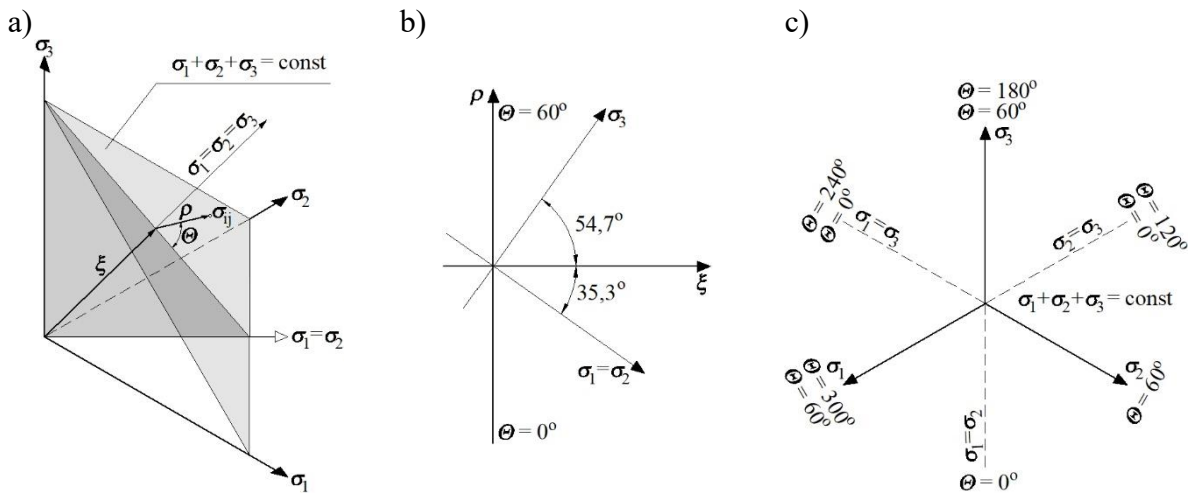 a)
σ₃
σ₁+σ₂+σ₃= const
σ₁=σ₂=σ₃
σ₂
ρ
σᵢⱼ
Θ
ξ
σ₁=σ₂
σ₁
b)
ρ
Θ = 60°
σ₃
54,7°
ξ
35,3°
σ₁=σ₂
Θ = 0°
c)
Θ = 180°
Θ = 60°
σ₃
Θ = 240°
Θ = 0°
σ₁=σ₃
Θ = 120°
Θ = 0°
σ₂=σ₃
σ₁+σ₂+σ₃= const
σ₁
Θ = 300°
Θ = 60°
σ₂
Θ = 60°
σ₁=σ₂
Θ = 0°